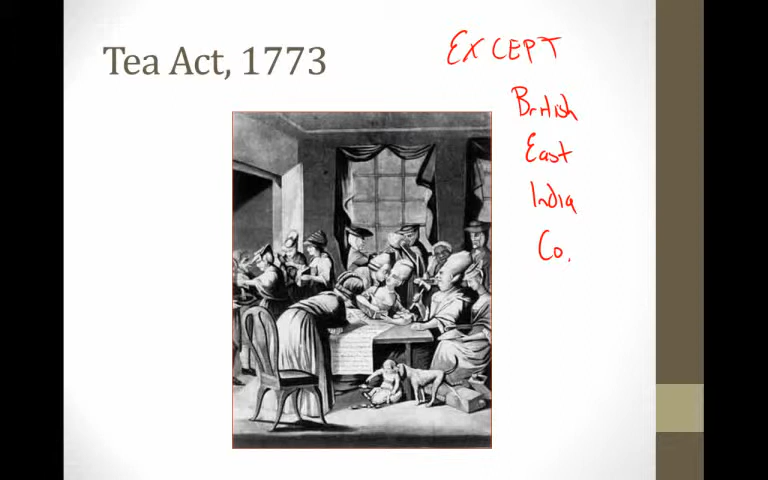 Tea Act, 1773
EXCEPT
British
East
India
Co.